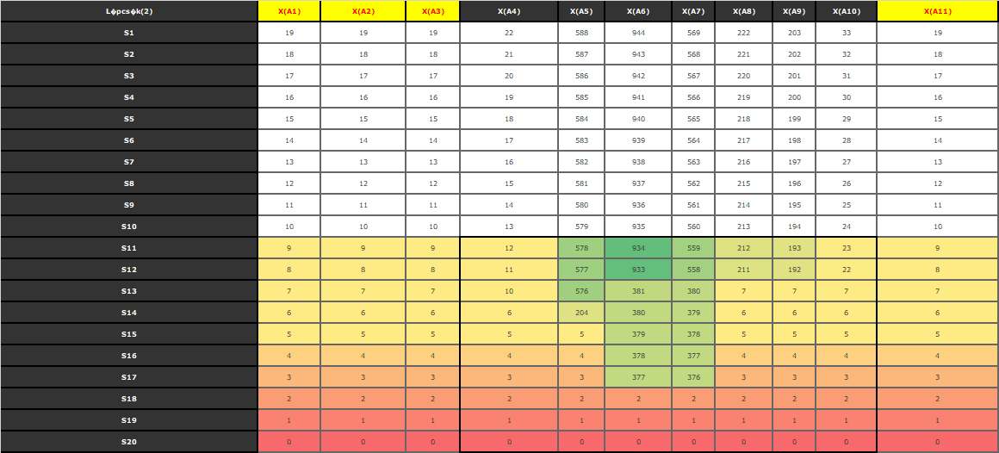 L�pcs�k(2) X(A1) X(A2) X(A3) X(A4) X(A5) X(A6) X(A7) X(A8) X(A9) X(A10) X(A11)
S1 19 19 19 22 588 944 569 222 203 33 19
S2 18 18 18 21 587 943 568 221 202 32 18
S3 17 17 17 20 586 942 567 220 201 31 17
S4 16 16 16 19 585 941 566 219 200 30 16
S5 15 15 15 18 584 940 565 218 199 29 15
S6 14 14 14 17 583 939 564 217 198 28 14
S7 13 13 13 16 582 938 563 216 197 27 13
S8 12 12 12 15 581 937 562 215 196 26 12
S9 11 11 11 14 580 936 561 214 195 25 11
S10 10 10 10 13 579 935 560 213 194 24 10
S11 9 9 9 12 578 934 559 212 193 23 9
S12 8 8 8 11 577 933 558 211 192 22 8
S13 7 7 7 10 576 381 380 7 7 7 7
S14 6 6 6 6 204 380 379 6 6 6 6
S15 5 5 5 5 5 379 378 5 5 5 5
S16 4 4 4 4 4 378 377 4 4 4 4
S17 3 3 3 3 3 377 376 3 3 3 3
S18 2 2 2 2 2 2 2 2 2 2 2
S19 1 1 1 1 1 1 1 1 1 1 1
S20 0 0 0 0 0 0 0 0 0 0 0